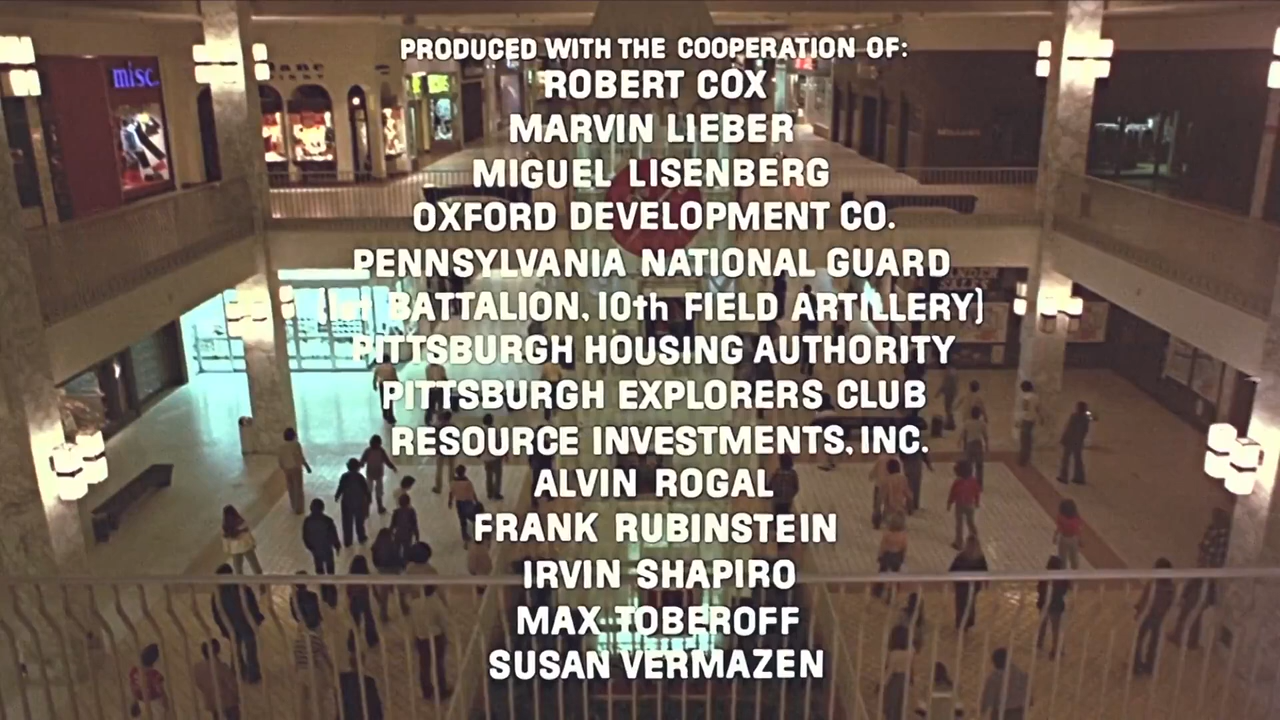 misc.
PRODUCED WITH THE COOPERATION OF:
ROBERT COX
MARVIN LIEBER
MIGUEL LISENBERG
OXFORD DEVELOPMENT CO.
PENNSYLVANIA NATIONAL GUARD
(1st BATTALION, 10th FIELD ARTILLERY)
PITTSBURGH HOUSING AUTHORITY
PITTSBURGH EXPLORERS CLUB
RESOURCE INVESTMENTS, INC.
ALVIN ROGAL
FRANK RUBINSTEIN
IRVIN SHAPIRO
MAX TOBEROFF
SUSAN VERMAZEN